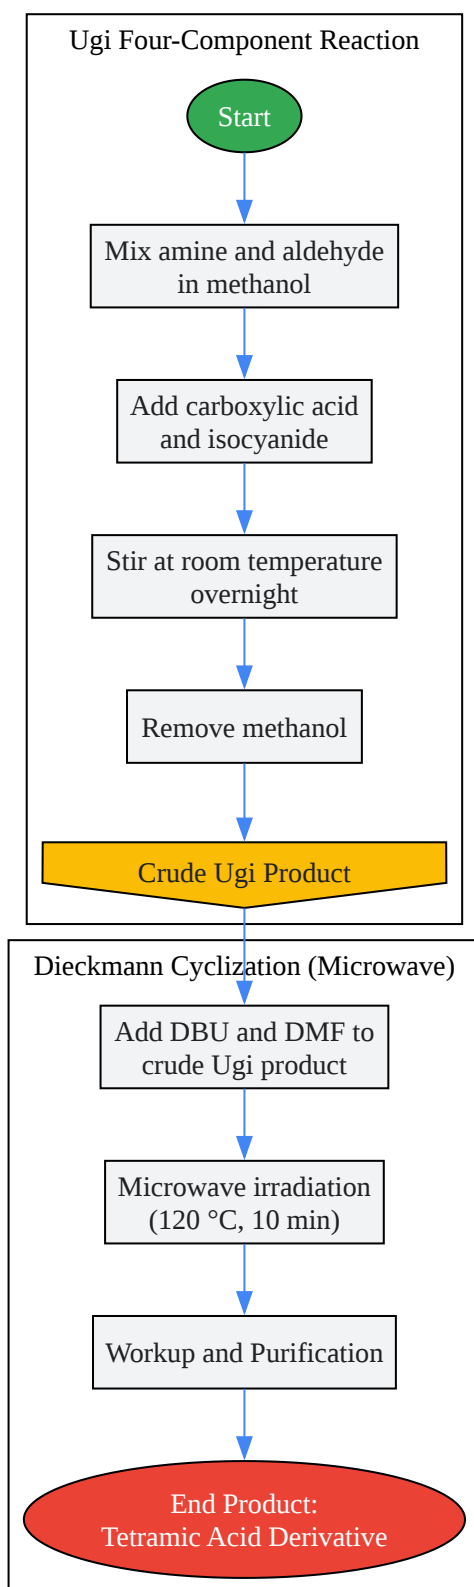 Ugi Four-Component Reaction
Start
Mix amine and aldehyde
in methanol
Add carboxylic acid
and isocyanide
Stir at room temperature
overnight
Remove methanol
Crude Ugi Product
Dieckmann Cyclization (Microwave)
Add DBU and DMF to
crude Ugi product
Microwave irradiation
(120 °C, 10 min)
Workup and Purification
End Product:
Tetramic Acid Derivative